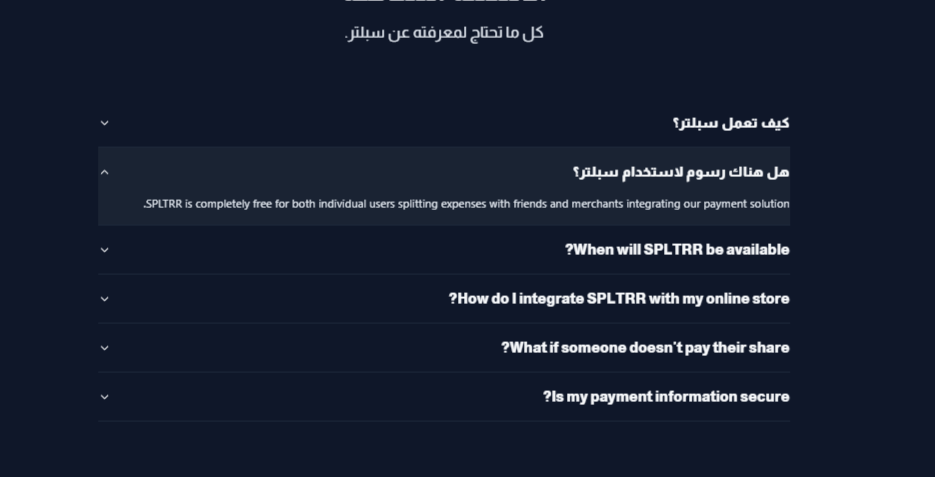 كل ما تحتاج لمعرفته عن سبلتر.
كيف تعمل سبلتر؟
هل هناك رسوم لاستخدام سبلتر؟
.SPLTRR is completely free for both individual users splitting expenses with friends and merchants integrating our payment solution
?When will SPLTRR be available
?How do I integrate SPLTRR with my online store
?What if someone doesn't pay their share
?Is my payment information secure